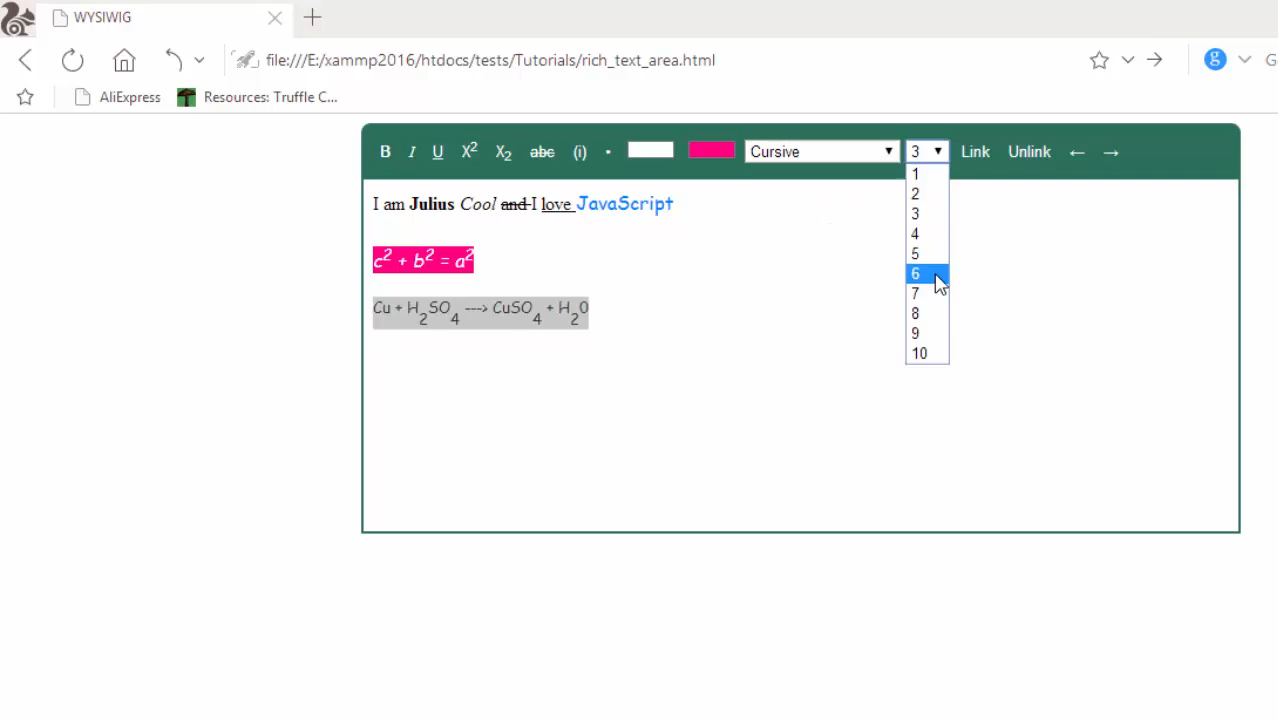 WYSIWIG
file:///E:/xammp2016/htdocs/tests/Tutorials/rich_text_area.html
g G
AliExpress Resources: Truffle C...
B I U X² X₂ abc (i) • Cursive 3 Link Unlink ← →
1
2
3
4
5
6
7
8
9
10
I am Julius Cool and I love JavaScript
c² + b² = a²
Cu + H₂SO₄ ---> CuSO₄ + H₂0